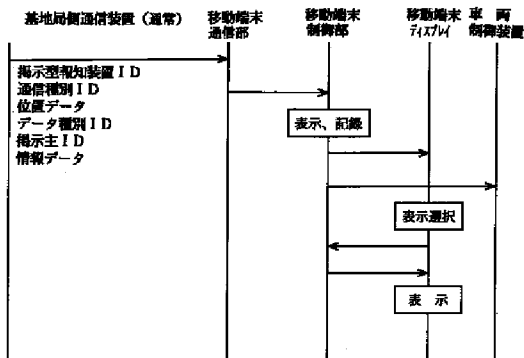 基地局側通信装置(通常)
移動端末
通信部
移動端末
制御部
移動端末
ディスプレイ
車　両
制御装置
掲示型報知装置ID
通信種別ID
位置データ
データ種別ID
掲示主ID
情報データ
表示、記録
表示選択
表　示